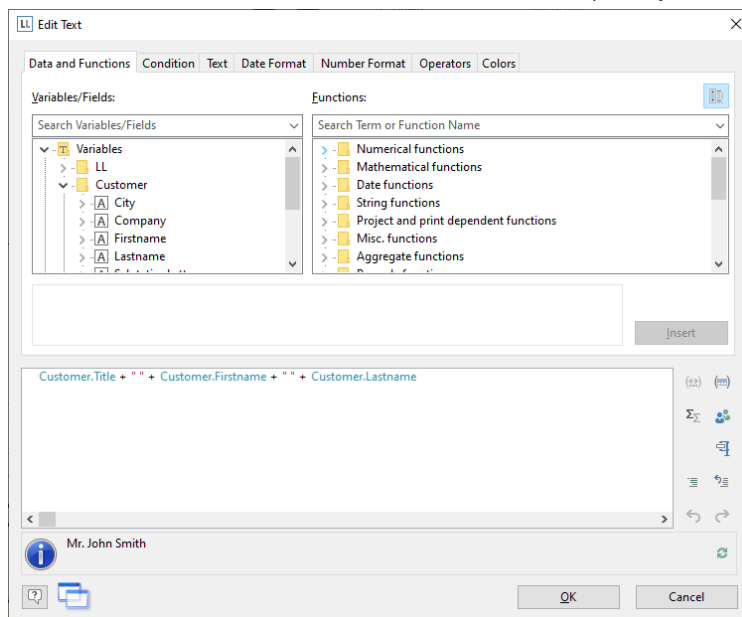 LL Edit Text
Data and Functions Condition Text Date Format Number Format Operators Colors
Variables/Fields: Functions:
Search Variables/Fields Search Term or Function Name
T Variables Numerical functions
LL Mathematical functions
Customer Date functions
A City String functions
A Company Project and print dependent functions
A Firstname Misc. functions
A Lastname Aggregate functions
Insert
Customer.Title + " " + Customer.Firstname + " " + Customer.Lastname
Mr. John Smith
OK Cancel